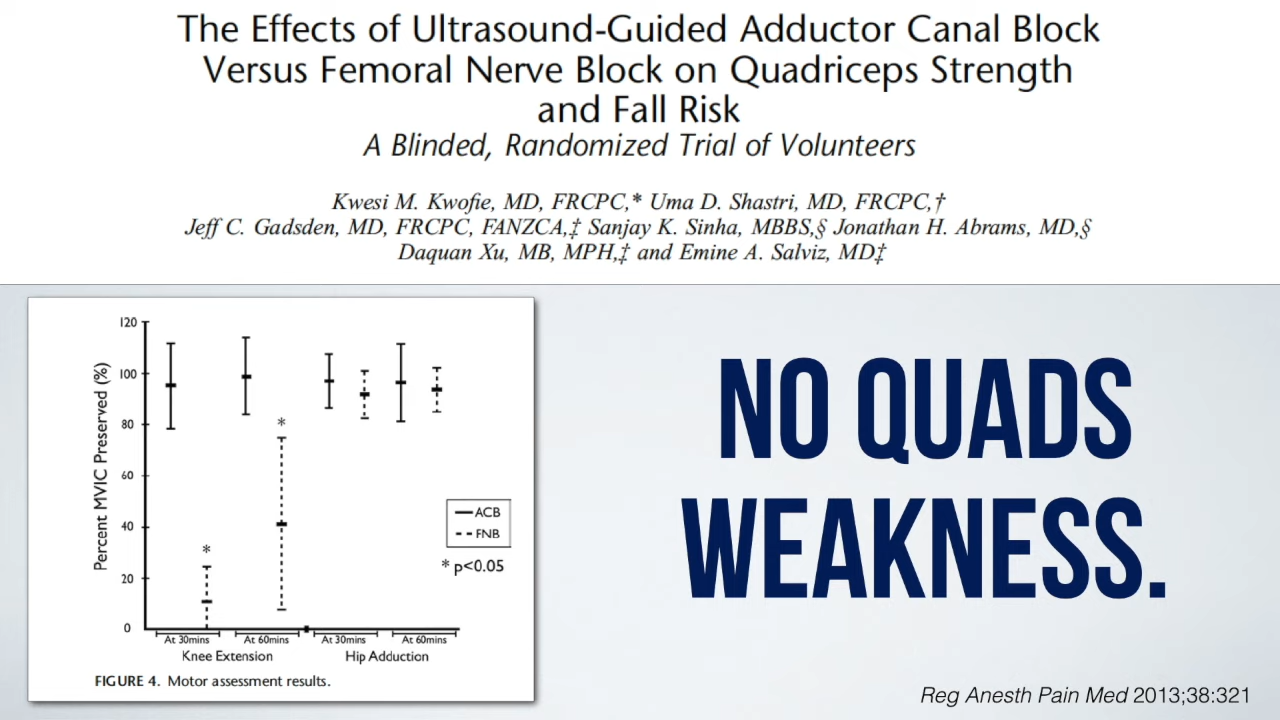 The Effects of Ultrasound-Guided Adductor Canal Block
Versus Femoral Nerve Block on Quadriceps Strength
and Fall Risk
A Blinded, Randomized Trial of Volunteers
Kwesi M. Kwofie, MD, FRCPC,* Uma D. Shastri, MD, FRCPC,†
Jeff C. Gadsden, MD, FRCPC, FANZCA,‡ Sanjay K. Sinha, MBBS,§ Jonathan H. Abrams, MD,§
Daquan Xu, MB, MPH,‡ and Emine A. Salviz, MD‡
120
100
80
60
40
20
0
Percent MVIC Preserved (%)
*
*
ACB
FNB
* p<0.05
At 30mins At 60mins At 30mins At 60mins
Knee Extension Hip Adduction
FIGURE 4. Motor assessment results.
NO QUADS
WEAKNESS.
Reg Anesth Pain Med 2013;38:321